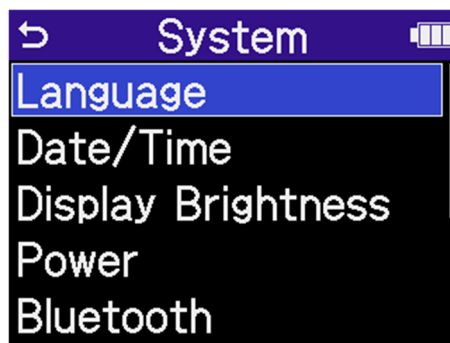 System
Language
Date/Time
Display Brightness
Power
Bluetooth